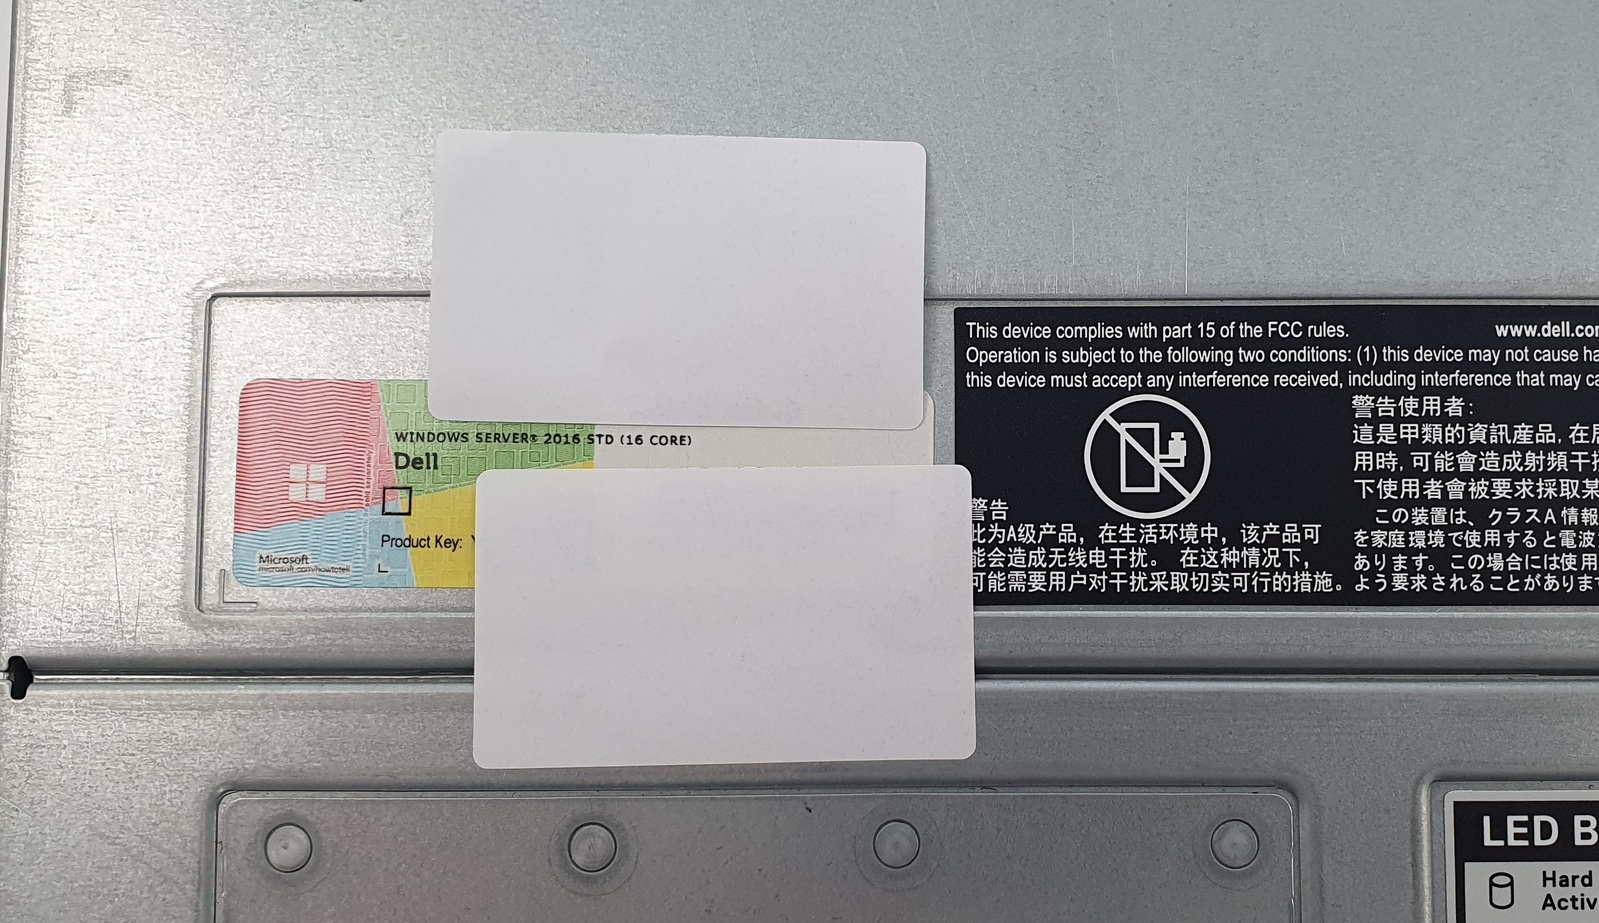 WINDOWS SERVER® 2016 STD (16 CORE)
Dell
Product Key:
Microsoft
microsoft.com/howtotell
This device complies with part 15 of the FCC rules.
www.dell.co
Operation is subject to the following two conditions: (1) this device may not cause ha
this device must accept any interference received, including interference that may ca
警告使用者:
這是甲類的資訊產品, 在居
用時, 可能會造成射頻干擾
下使用者會被要求採取某
この装置は、クラスA 情報
を家庭環境で使用すると電波
あります。この場合には使用
よう要求されることがあります
警告
此为A级产品，在生活环境中，该产品可
能会造成无线电干扰。 在这种情况下，
可能需要用户对干扰采取切实可行的措施。
LED B
Hard
Activ